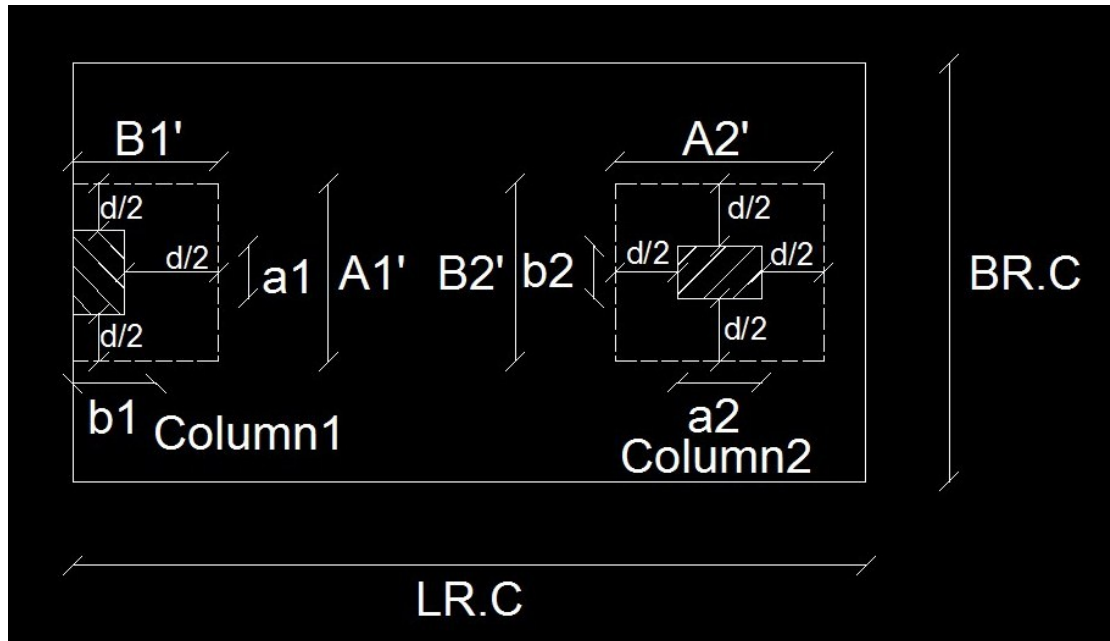 B1'
A2'
d/2
d/2
d/2
a1
A1'
B2'
b2
d/2
d/2
BR.C
d/2
d/2
b1
Column1
a2
Column2
LR.C